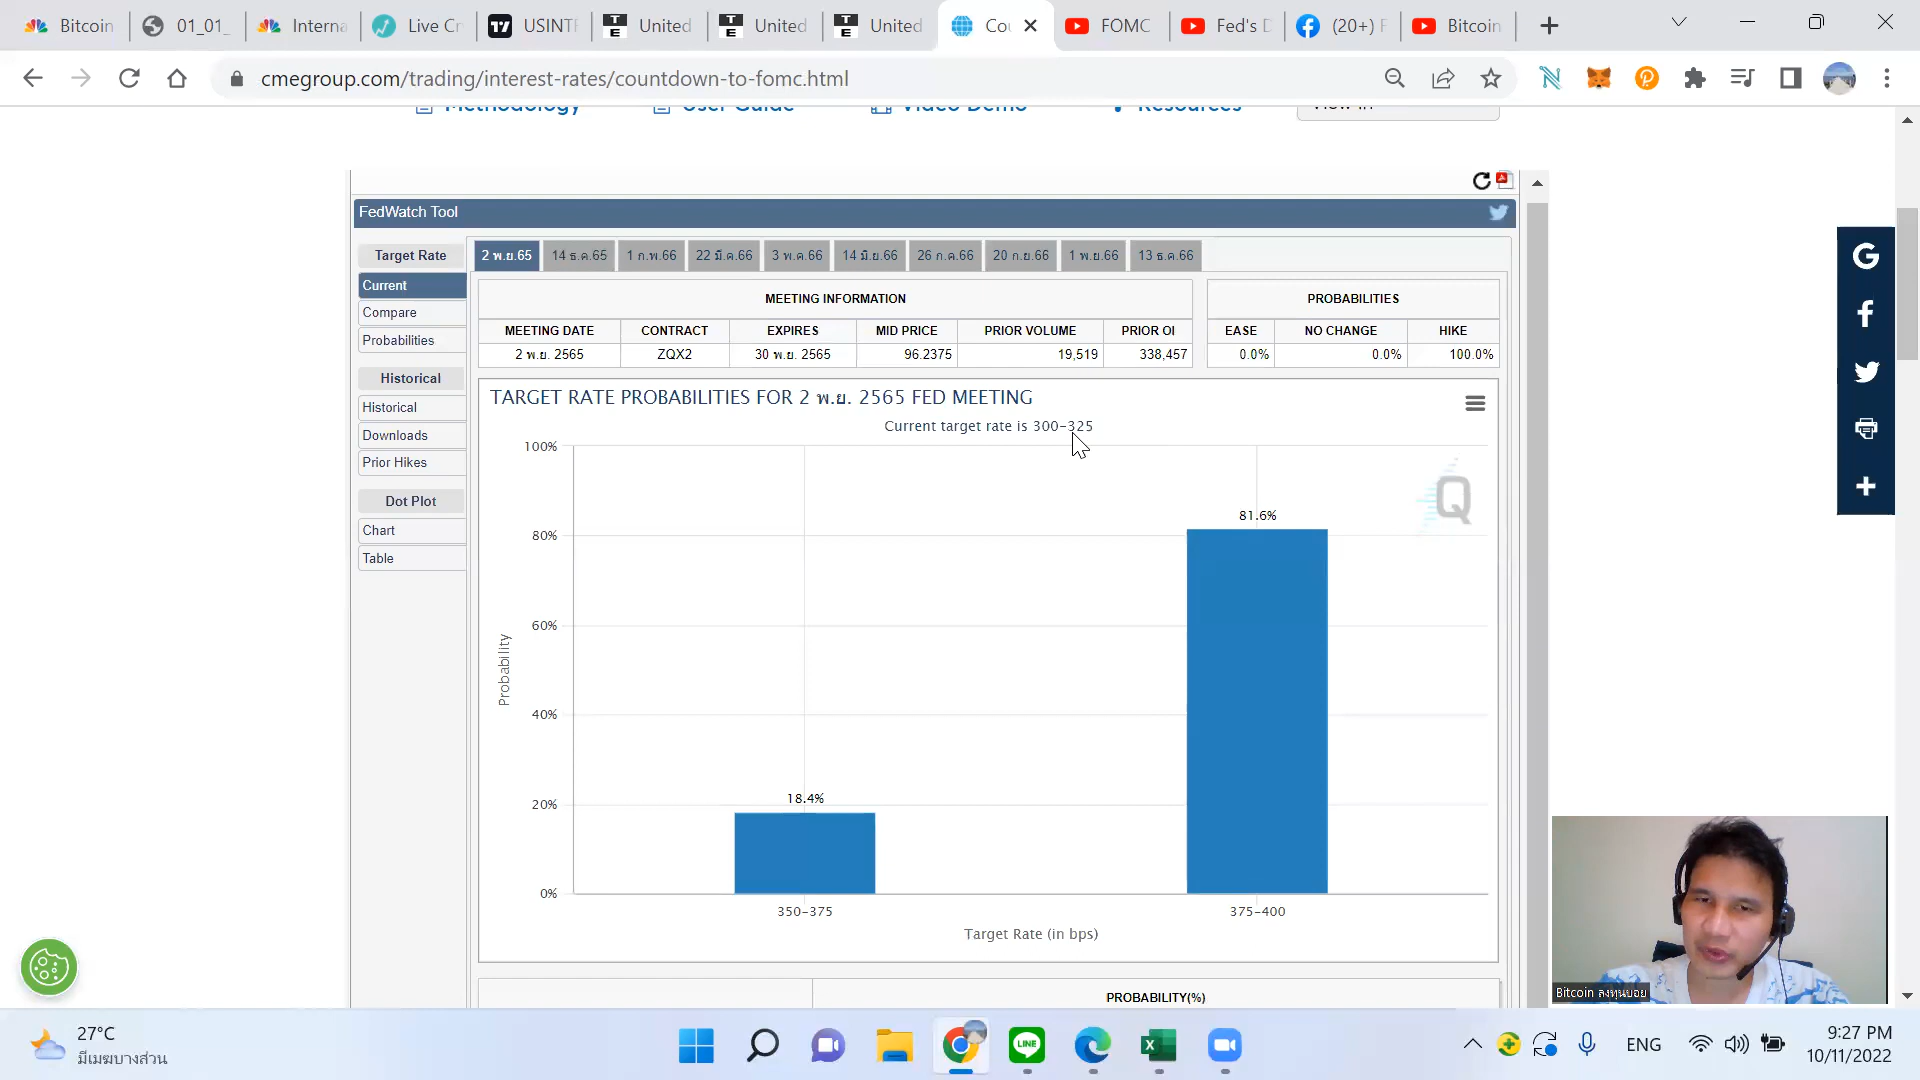 Bitcoin
01_01_
Interna
Live Cr
USINTR
United
United
United
Co
FOMC
Fed's D
(20+) F
Bitcoin
cmegroup.com/trading/interest-rates/countdown-to-fomc.html
Methodology
User Guide
Video Demo
Resources
FedWatch Tool
Target Rate
Current
Compare
Probabilities
Historical
Historical
Downloads
Prior Hikes
Dot Plot
Chart
Table
2 พ.ย.65
14 ธ.ค.65
1 ก.พ.66
22 มี.ค.66
3 พ.ค.66
14 มิ.ย.66
26 ก.ค.66
20 ก.ย.66
1 พ.ย.66
13 ธ.ค.66
MEETING INFORMATION
MEETING DATE CONTRACT EXPIRES MID PRICE PRIOR VOLUME PRIOR OI
2 พ.ย. 2565 ZQX2 30 พ.ย. 2565 96.2375 19,519 338,457
PROBABILITIES
EASE NO CHANGE HIKE
0.0% 0.0% 100.0%
TARGET RATE PROBABILITIES FOR 2 พ.ย. 2565 FED MEETING
Current target rate is 300-325
Q
100%
80%
60%
40%
20%
0%
Probability
18.4%
81.6%
350-375
375-400
Target Rate (in bps)
PROBABILITY(%)
Bitcoin ลงทุนบอย
27°C
มีเมฆบางส่วน
LINE
ENG
9:27 PM
10/11/2022